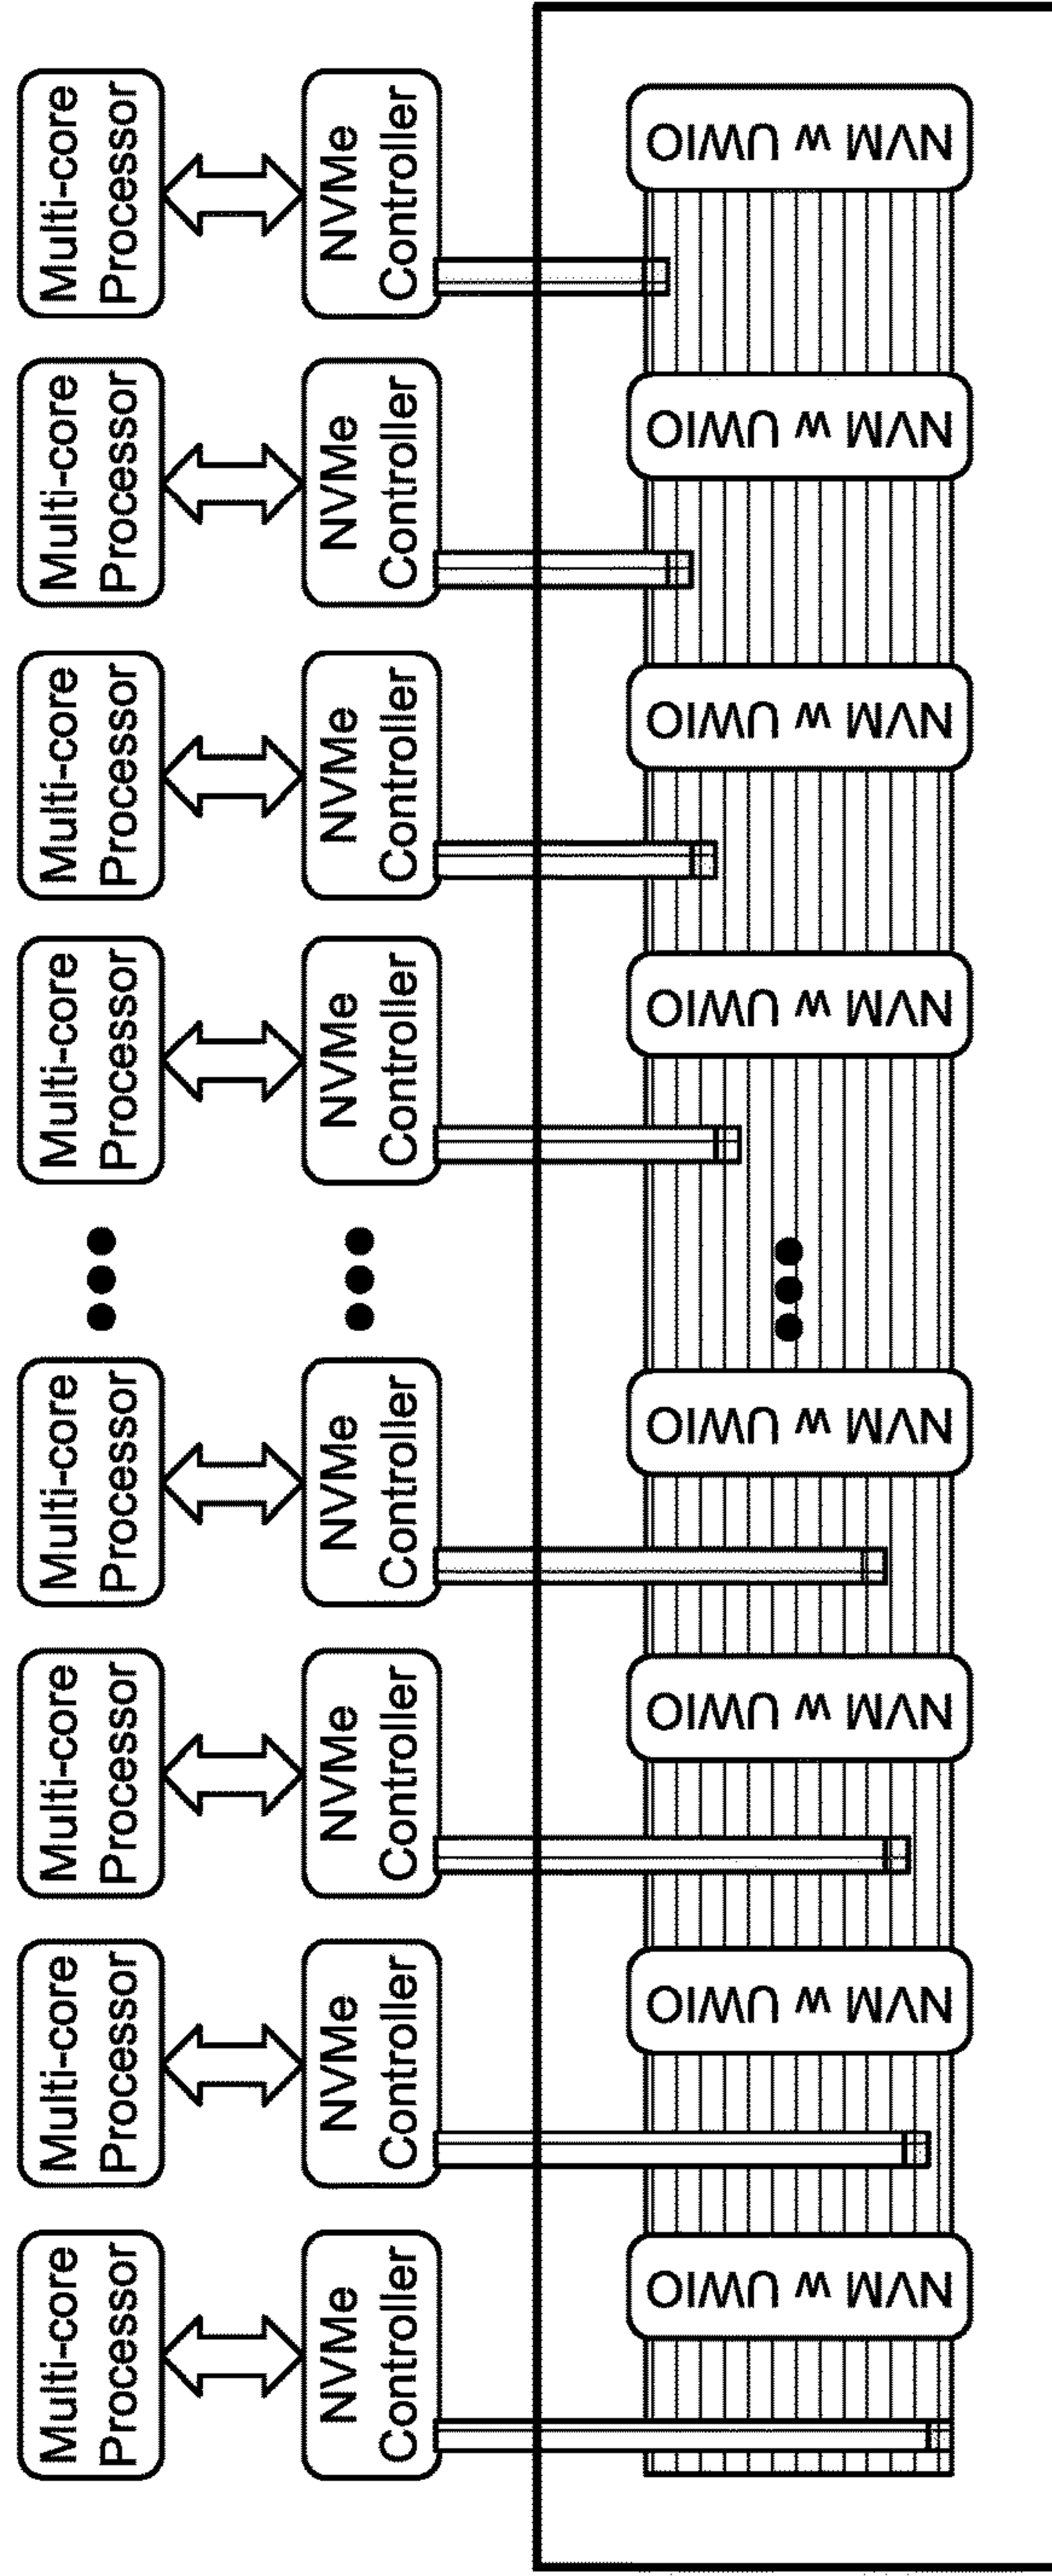 Multi-core
Processor
Multi-core
Processor
Multi-core
Processor
Multi-core
Processor
Multi-core
Processor
Multi-core
Processor
Multi-core
Processor
Multi-core
Processor
NVMe
Controller
NVMe
Controller
NVMe
Controller
NVMe
Controller
NVMe
Controller
NVMe
Controller
NVMe
Controller
NVMe
Controller
NVM w UWIO
NVM w UWIO
NVM w UWIO
NVM w UWIO
NVM w UWIO
NVM w UWIO
NVM w UWIO
NVM w UWIO